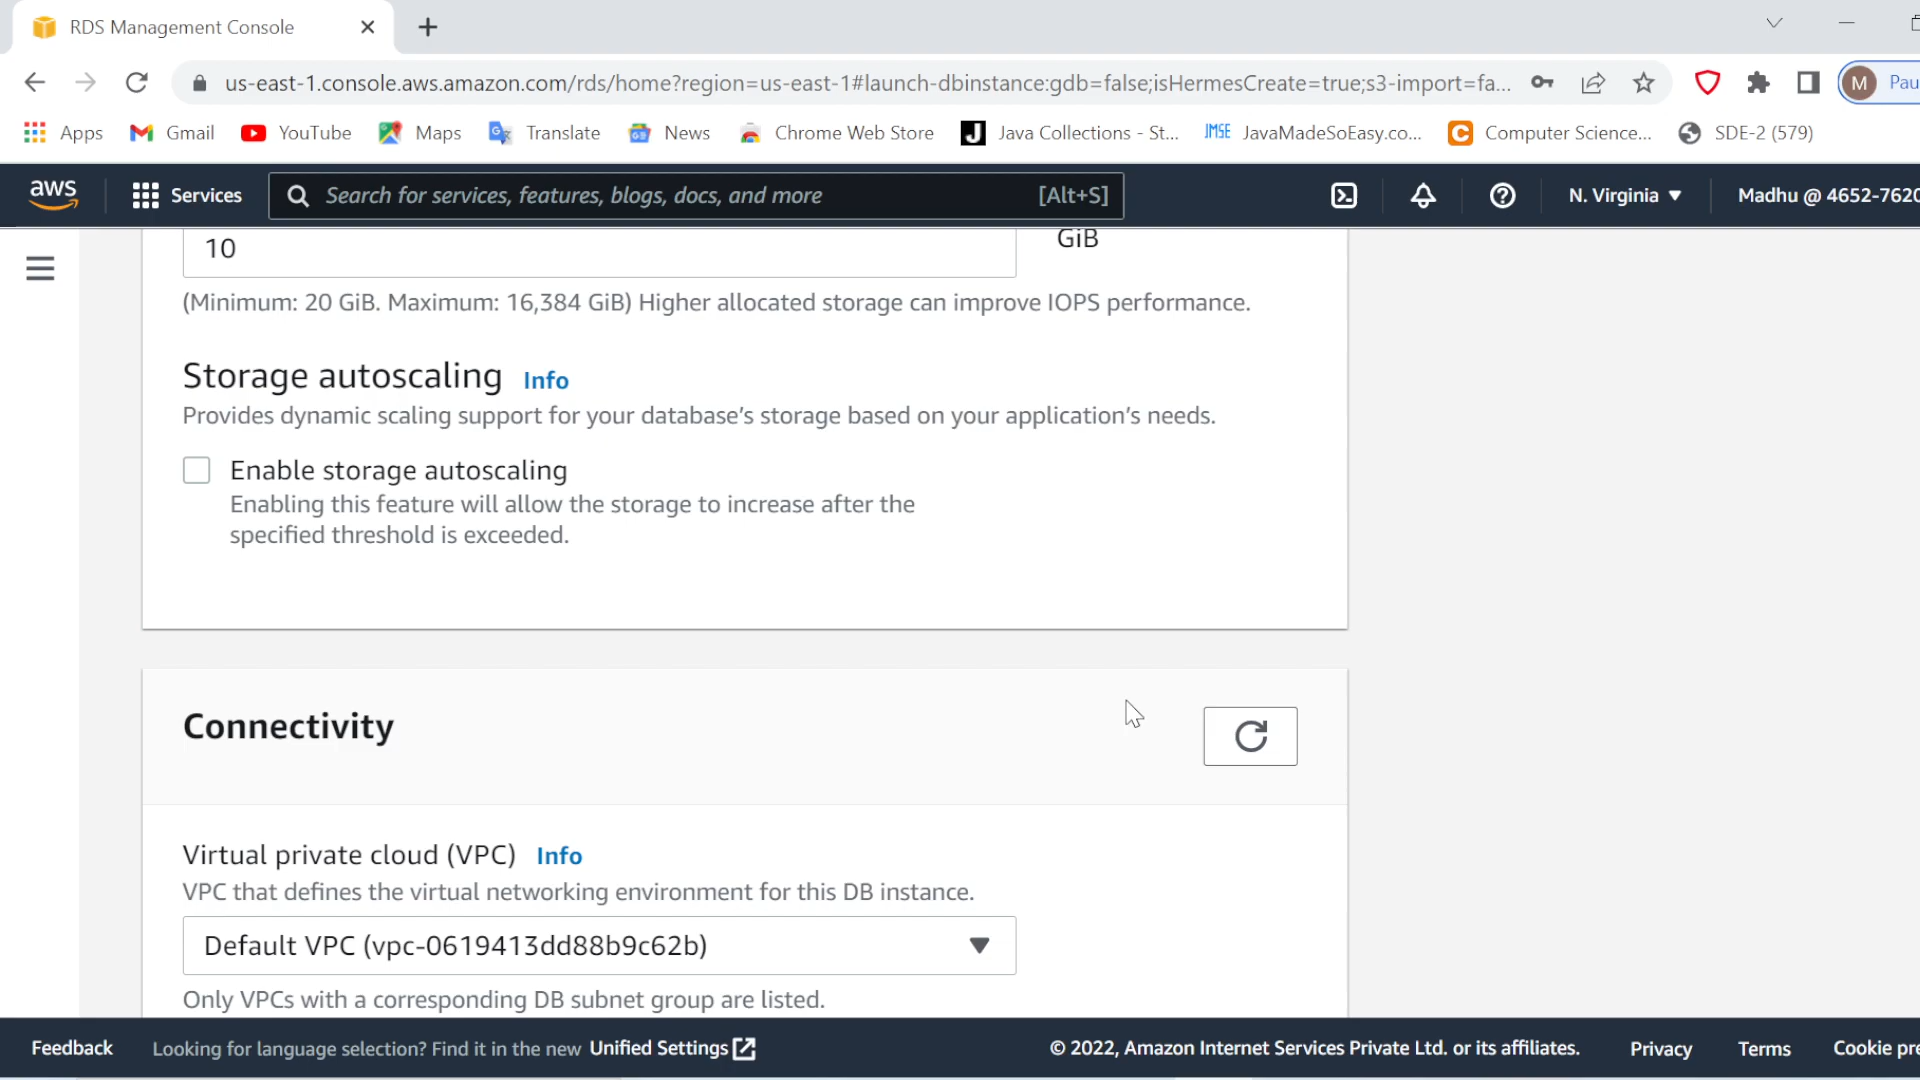 RDS Management Console
us-east-1.console.aws.amazon.com/rds/home?region=us-east-1#launch-dbinstance:gdb=false;isHermesCreate=true;s3-import=fa...
M
Pau
Apps
Gmail
YouTube
Maps
Translate
News
Chrome Web Store
J
Java Collections - St...
JMSE
JavaMadeSoEasy.co...
C
Computer Science...
SDE-2 (579)
aws
Services
Search for services, features, blogs, docs, and more
[Alt+S]
N. Virginia
Madhu @ 4652-7620
10
GiB
(Minimum: 20 GiB. Maximum: 16,384 GiB) Higher allocated storage can improve IOPS performance.
Storage autoscaling Info
Provides dynamic scaling support for your database’s storage based on your application’s needs.
Enable storage autoscaling
Enabling this feature will allow the storage to increase after the
specified threshold is exceeded.
Connectivity
Virtual private cloud (VPC) Info
VPC that defines the virtual networking environment for this DB instance.
Default VPC (vpc-0619413dd88b9c62b)
Only VPCs with a corresponding DB subnet group are listed.
Feedback
Looking for language selection? Find it in the new Unified Settings
© 2022, Amazon Internet Services Private Ltd. or its affiliates.
Privacy
Terms
Cookie pre